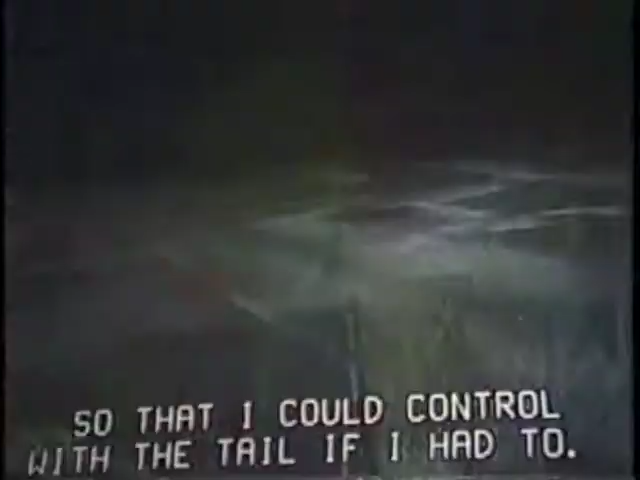 SO THAT I COULD CONTROL
WITH THE TAIL IF I HAD TO.